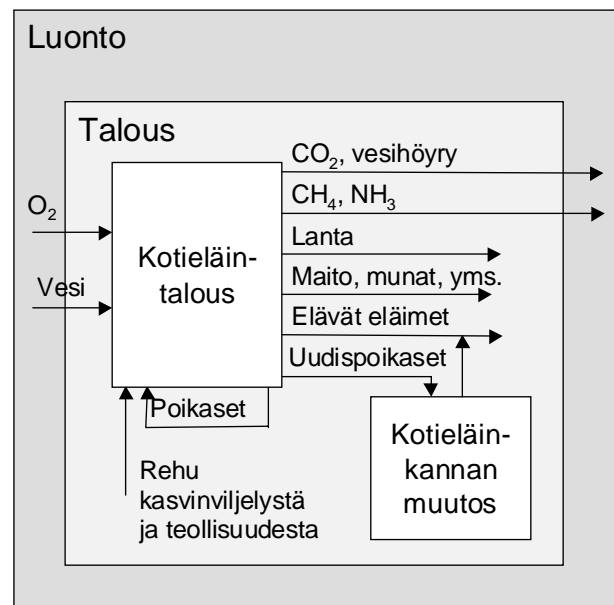 Luonto
Talous
CO₂, vesihöyry
CH₄, NH₃
O₂
Lanta
Kotieläin-
talous
Maito, munat, yms.
Vesi
Elävät eläimet
Uudispoikaset
Poikaset
Kotieläin-
kannan
muutos
Rehu
kasvinviljelystä
ja teollisuudesta